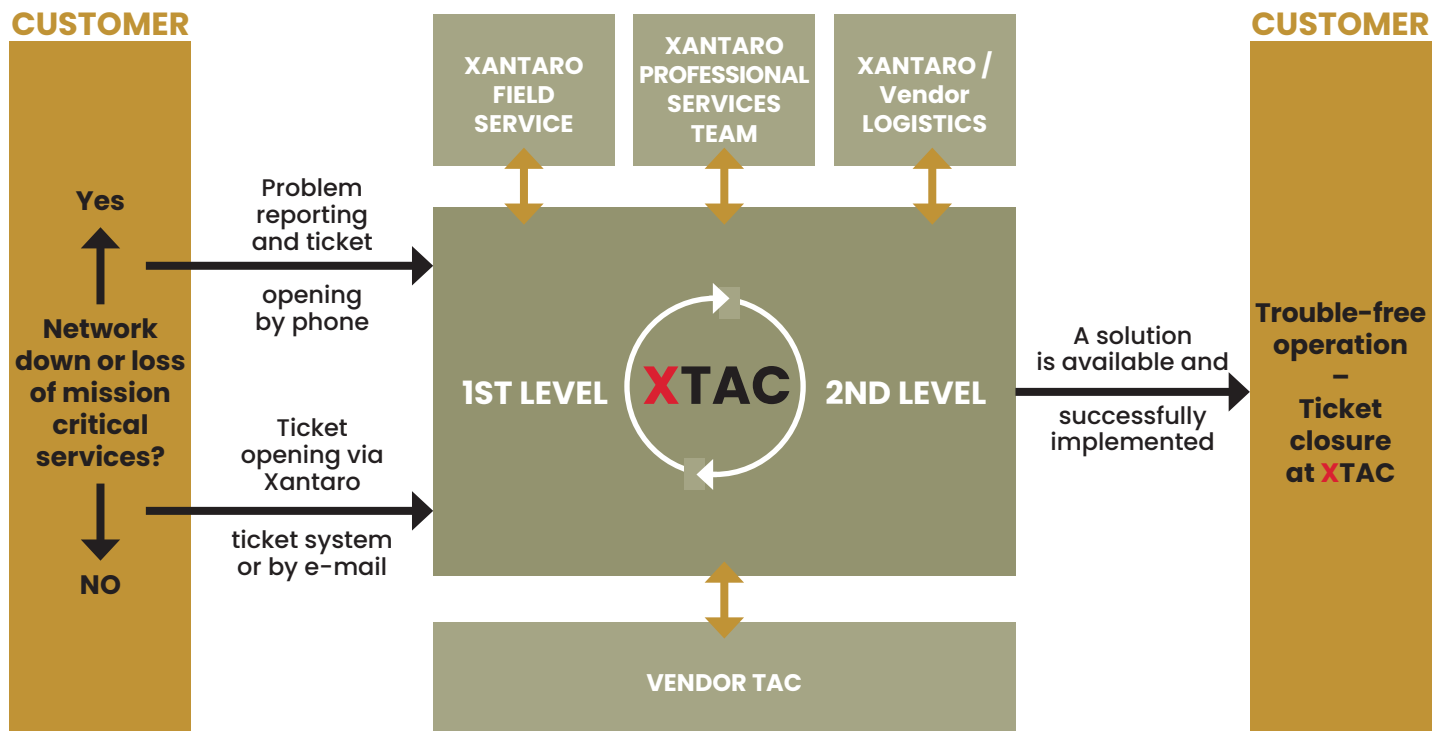 CUSTOMER
Yes
Network
down or loss
of mission
critical
services?
NO
Problem
reporting
and ticket
opening
by phone
Ticket
opening via
Xantaro
ticket system
or by e-mail
XANTARO
FIELD
SERVICE
XANTARO
PROFESSIONAL
SERVICES
TEAM
XANTARO /
Vendor
LOGISTICS
1ST LEVEL
XTAC
2ND LEVEL
VENDOR TAC
A solution
is available and
successfully
implemented
CUSTOMER
Trouble-free
operation
–
Ticket
closure
at XTAC